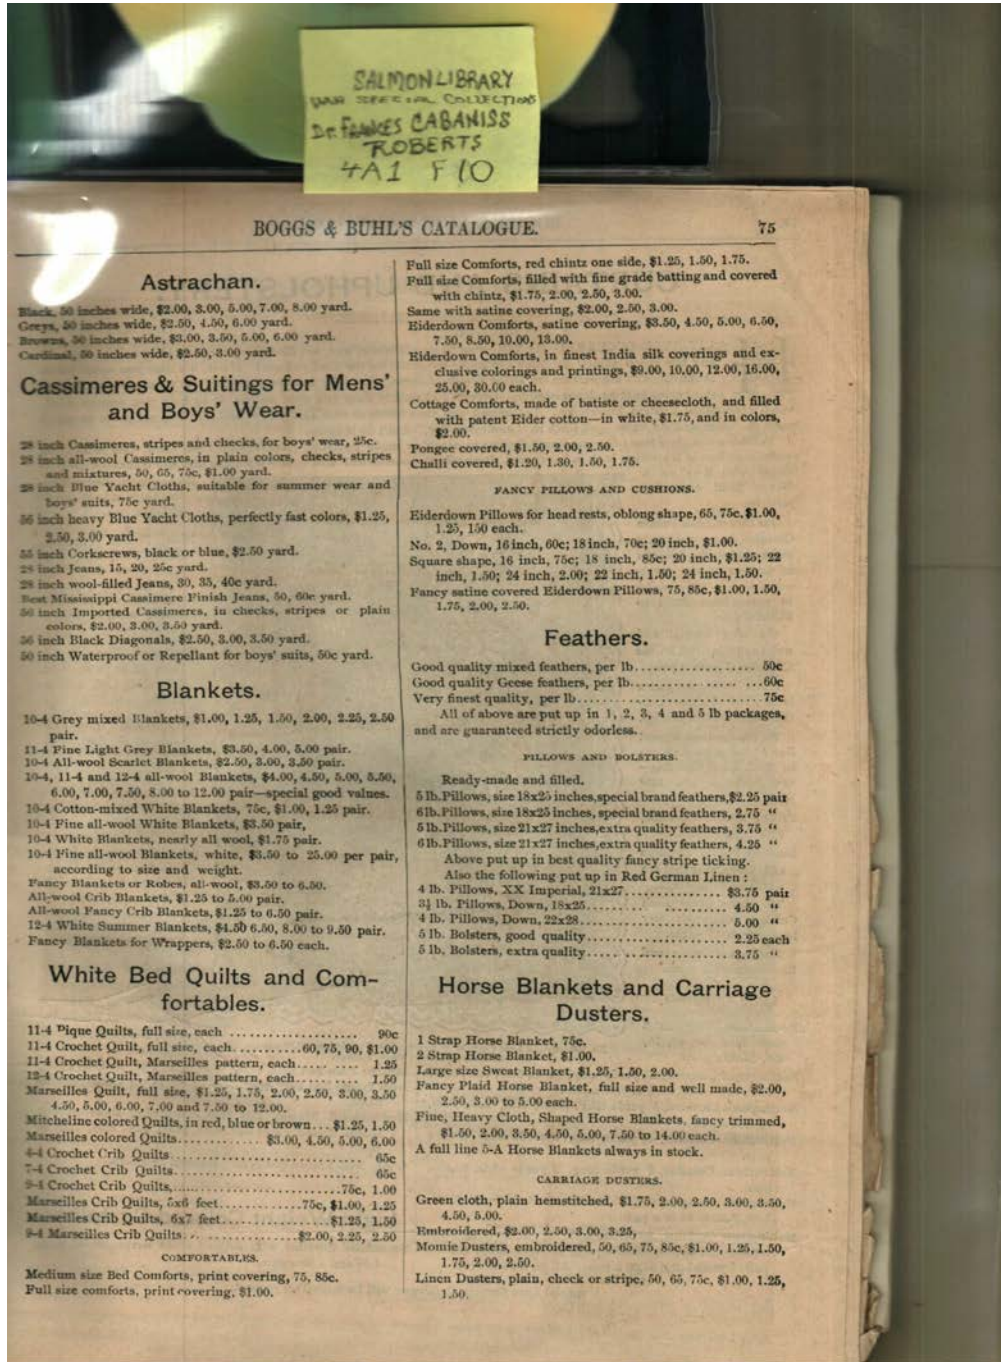 SALMON LIBRARY
UAH SPECIAL COLLECTIONS
Dr. FRANCES CABANISS
ROBERTS
4A1 F10
BOGGS & BUHL'S CATALOGUE.
75
Astrachan.
Black, 50 inches wide, $2.00, 3.00, 5.00, 7.00, 8.00 yard.
Greys, 50 inches wide, $2.50, 4.50, 6.00 yard.
Browns, 50 inches wide, $3.00, 3.50, 5.00, 6.00 yard.
Cardinal, 50 inches wide, $2.50, 3.00 yard.
Cassimeres & Suitings for Mens'
and Boys' Wear.
28 inch Cassimeres, stripes and checks, for boys' wear, 25c.
28 inch all-wool Cassimeres, in plain colors, checks, stripes
and mixtures, 50, 65, 75c, $1.00 yard.
28 inch Blue Yacht Cloths, suitable for summer wear and
boys' suits, 75c yard.
56 inch heavy Blue Yacht Cloths, perfectly fast colors, $1.25,
2.50, 3.00 yard.
55 inch Corkscrews, black or blue, $2.50 yard.
28 inch Jeans, 15, 20, 25c yard.
28 inch wool-filled Jeans, 30, 35, 40c yard.
Best Mississippi Cassimere Finish Jeans, 50, 60c yard.
56 inch Imported Cassimeres, in checks, stripes or plain
colors, $2.00, 3.00, 3.50 yard.
56 inch Black Diagonals, $2.50, 3.00, 3.50 yard.
50 inch Waterproof or Repellant for boys' suits, 50c yard.
Blankets.
10-4 Grey mixed Blankets, $1.00, 1.25, 1.50, 2.00, 2.25, 2.50
pair.
11-4 Fine Light Grey Blankets, $3.50, 4.00, 5.00 pair.
10-4 All-wool Scarlet Blankets, $2.50, 3.00, 3.50 pair.
10-4, 11-4 and 12-4 all-wool Blankets, $4.00, 4.50, 5.00, 5.50,
6.00, 7.00, 7.50, 8.00 to 12.00 pair—special good values.
10-4 Cotton-mixed White Blankets, 75c, $1.00, 1.25 pair.
10-4 Fine all-wool White Blankets, $3.50 pair,
10-4 White Blankets, nearly all wool, $1.75 pair.
10-4 Fine all-wool Blankets, white, $3.50 to 25.00 per pair,
according to size and weight.
Fancy Blankets or Robes, all-wool, $3.50 to 6.50.
All-wool Crib Blankets, $1.25 to 5.00 pair.
All-wool Fancy Crib Blankets, $1.25 to 6.50 pair.
12-4 White Summer Blankets, $4.50 6.50, 8.00 to 9.50 pair.
Fancy Blankets for Wrappers, $2.50 to 6.50 each.
White Bed Quilts and Com-
fortables.
11-4 Pique Quilts, full size, each .................. 90c
11-4 Crochet Quilt, full size, each..........60, 75, 90, $1.00
11-4 Crochet Quilt, Marseilles pattern, each......... 1.25
12-4 Crochet Quilt, Marseilles pattern, each......... 1.50
Marseilles Quilt, full size, $1.25, 1.75, 2.00, 2.50, 3.00, 3.50
4.50, 5.00, 6.00, 7.00 and 7.50 to 12.00.
Mitcheline colored Quilts, in red, blue or brown... $1.25, 1.50
Marseilles colored Quilts............ $3.00, 4.50, 5.00, 6.00
Crochet Crib Quilts........................ 65c
7-4 Crochet Crib Quilts........................ 65c
9-4 Crochet Crib Quilts,........................75c, 1.00
Marseilles Crib Quilts, 5x6 feet............75c, $1.00, 1.25
Marseilles Crib Quilts, 6x7 feet................$1.25, 1.50
9-4 Marseilles Crib Quilts................$2.00, 2.25, 2.50
COMFORTABLES.
Medium size Bed Comforts, print covering, 75, 85c.
Full size comforts, print covering, $1.00.
Full size Comforts, red chintz one side, $1.25, 1.50, 1.75.
Full size Comforts, filled with fine grade batting and covered
with chintz, $1.75, 2.00, 2.50, 3.00.
Same with satine covering, $2.00, 2.50, 3.00.
Eiderdown Comforts, satine covering, $3.50, 4.50, 5.00, 6.50,
7.50, 8.50, 10.00, 13.00.
Eiderdown Comforts, in finest India silk coverings and ex-
clusive colorings and printings, $9.00, 10.00, 12.00, 16.00,
25.00, 30.00 each.
Cottage Comforts, made of batiste or cheesecloth, and filled
with patent Eider cotton—in white, $1.75, and in colors,
$2.00.
Pongee covered, $1.50, 2.00, 2.50.
Challi covered, $1.20, 1.30, 1.50, 1.75.
FANCY PILLOWS AND CUSHIONS.
Eiderdown Pillows for head rests, oblong shape, 65, 75c. $1.00,
1.25, 150 each.
No. 2, Down, 16 inch, 60c; 18 inch, 70c; 20 inch, $1.00.
Square shape, 16 inch, 75c; 18 inch, 85c; 20 inch, $1.25; 22
inch, 1.50; 24 inch, 2.00; 22 inch, 1.50; 24 inch, 1.50.
Fancy satine covered Eiderdown Pillows, 75, 85c, $1.00, 1.50,
1.75, 2.00, 2.50.
Feathers.
Good quality mixed feathers, per lb.................. 50c
Good quality Geese feathers, per lb................60c
Very finest quality, per lb............................75c
All of above are put up in 1, 2, 3, 4 and 5 lb packages,
and are guaranteed strictly odorless.
PILLOWS AND BOLSTERS.
Ready-made and filled.
5 lb. Pillows, size 18x25 inches, special brand feathers, $2.25 pair
6 lb. Pillows, size 18x25 inches, special brand feathers, 2.75 "
5 lb. Pillows, size 21x27 inches, extra quality feathers, 3.75 "
6 lb. Pillows, size 21x27 inches, extra quality feathers, 4.25 "
Above put up in best quality fancy stripe ticking.
Also the following put up in Red German Linen :
4 lb. Pillows, XX Imperial, 21x27............... $3.75 pair
3½ lb. Pillows, Down, 18x25.................... 4.50 "
4 lb. Pillows, Down, 22x28...................... 5.00 "
5 lb. Bolsters, good quality..................... 2.25 each
5 lb. Bolsters, extra quality..................... 3.75 "
Horse Blankets and Carriage
Dusters.
1 Strap Horse Blanket, 75c.
2 Strap Horse Blanket, $1.00.
Large size Sweat Blanket, $1.25, 1.50, 2.00.
Fancy Plaid Horse Blanket, full size and well made, $2.00,
2.50, 3.00 to 5.00 each.
Fine, Heavy Cloth, Shaped Horse Blankets, fancy trimmed,
$1.50, 2.00, 3.50, 4.50, 5.00, 7.50 to 14.00 each.
A full line 5-A Horse Blankets always in stock.
CARRIAGE DUSTERS.
Green cloth, plain hemstitched, $1.75, 2.00, 2.50, 3.00, 3.50,
4.50, 5.00.
Embroidered, $2.00, 2.50, 3.00, 3.25,
Momie Dusters, embroidered, 50, 65, 75, 85c, $1.00, 1.25, 1.50,
1.75, 2.00, 2.50.
Linen Dusters, plain, check or stripe, 50, 65, 75c, $1.00, 1.25,
1.50.